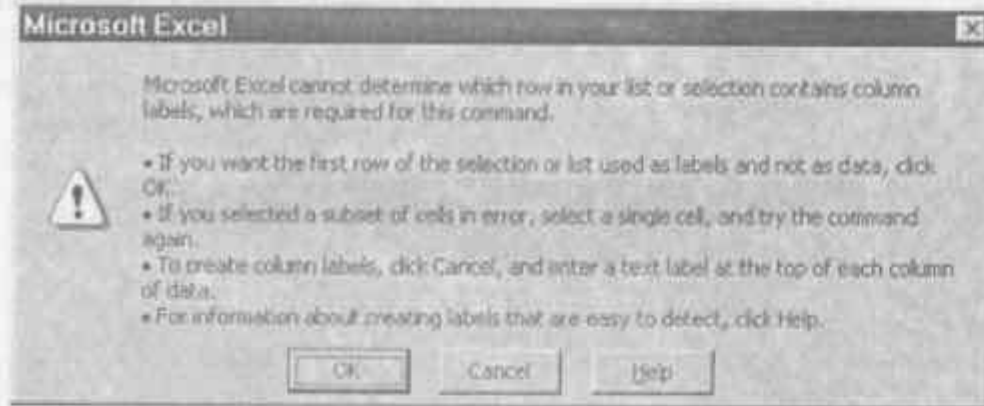 Microsoft Excel
Microsoft Excel cannot determine which row in your list or selection contains column
labels, which are required for this command.
• If you want the first row of the selection or list used as labels and not as data, click
OK.
• If you selected a subset of cells in error, select a single cell, and try the command
again.
• To create column labels, click Cancel, and enter a text label at the top of each column
of data.
• For information about creating labels that are easy to detect, click Help.
OK
Cancel
Help